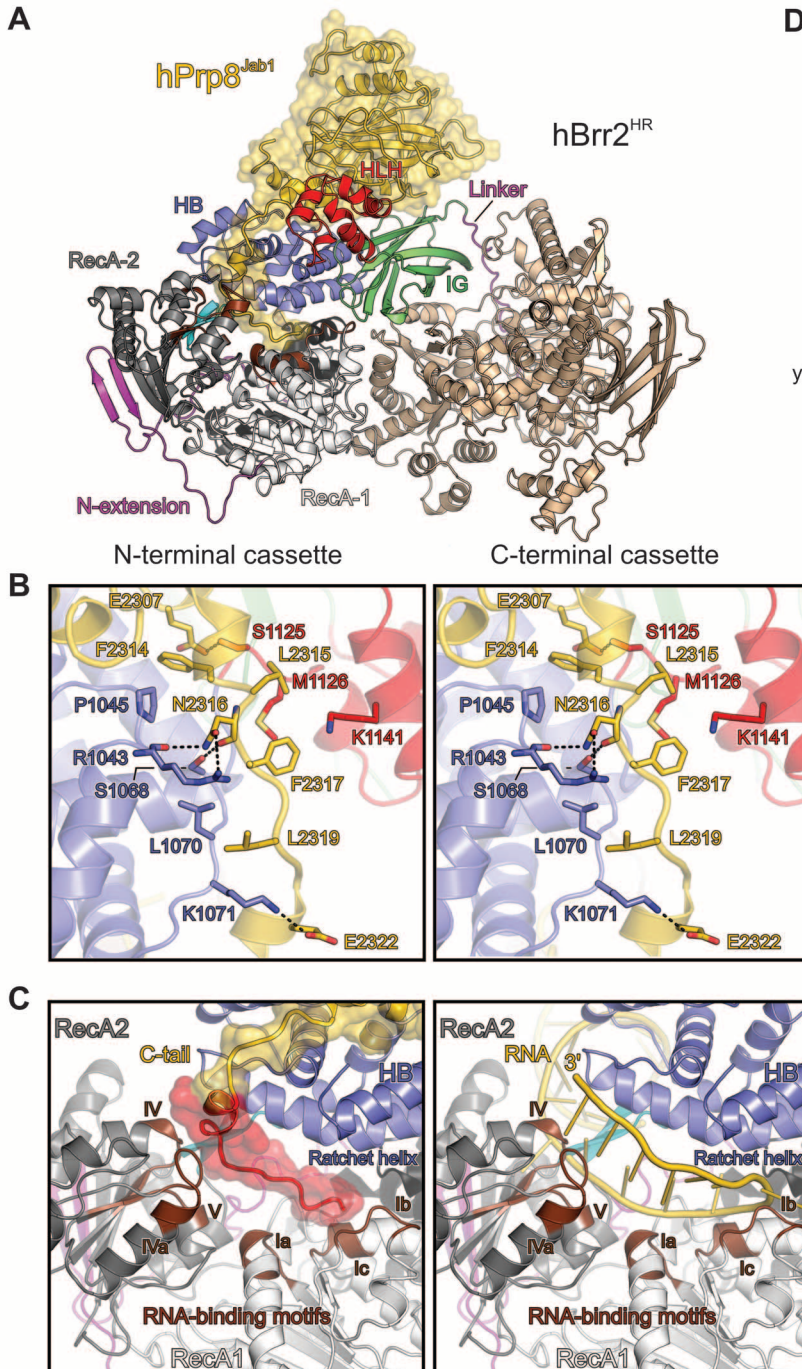 A
D
hPrp8Jab1
hBrr2HR
HLH
Linker
HB
RecA-2
IG
y
N-extension
RecA-1
N-terminal cassette
C-terminal cassette
B
E2307
S1125
F2314
L2315
M1126
P1045
N2316
K1141
R1043
F2317
S1068
L1070
L2319
K1071
E2322
E2307
S1125
F2314
L2315
M1126
P1045
N2316
K1141
R1043
F2317
S1068
L1070
L2319
K1071
E2322
C
RecA2
C-tail
HB
IV
Ratchet helix
Ib
V
IVa
Ia
Ic
RNA-binding motifs
RecA1
RecA2
RNA
3'
HB
IV
Ratchet helix
Ib
V
IVa
Ia
Ic
RNA-binding motifs
RecA1